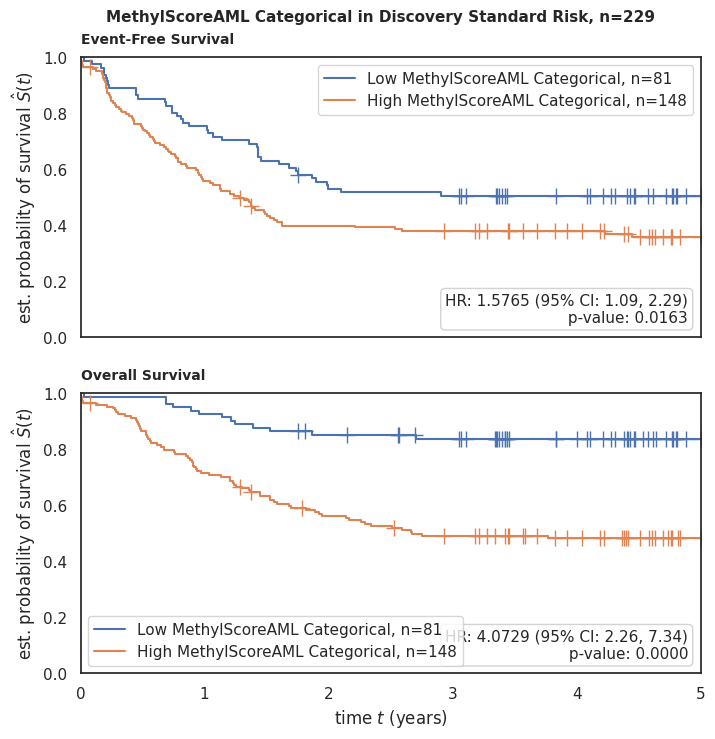 MethylScoreAML Categorical in Discovery Standard Risk, n=229
Event-Free Survival
est. probability of survival Ŝ(t)
1.0
0.8
0.6
0.4
0.2
0.0
Low MethylScoreAML Categorical, n=81
High MethylScoreAML Categorical, n=148
HR: 1.5765 (95% CI: 1.09, 2.29)
p-value: 0.0163
Overall Survival
est. probability of survival Ŝ(t)
1.0
0.8
0.6
0.4
0.2
0.0
Low MethylScoreAML Categorical, n=81
High MethylScoreAML Categorical, n=148
HR: 4.0729 (95% CI: 2.26, 7.34)
p-value: 0.0000
0 1 2 3 4 5
time t (years)